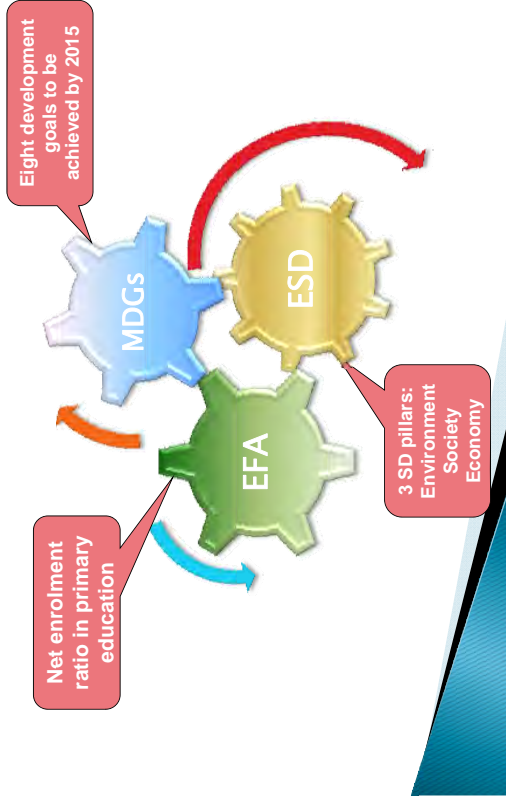 Net enrolment
ratio in primary
education
Eight development
goals to be
achieved by 2015
MDGs
EFA
ESD
3 SD pillars:
Environment
Society
Economy